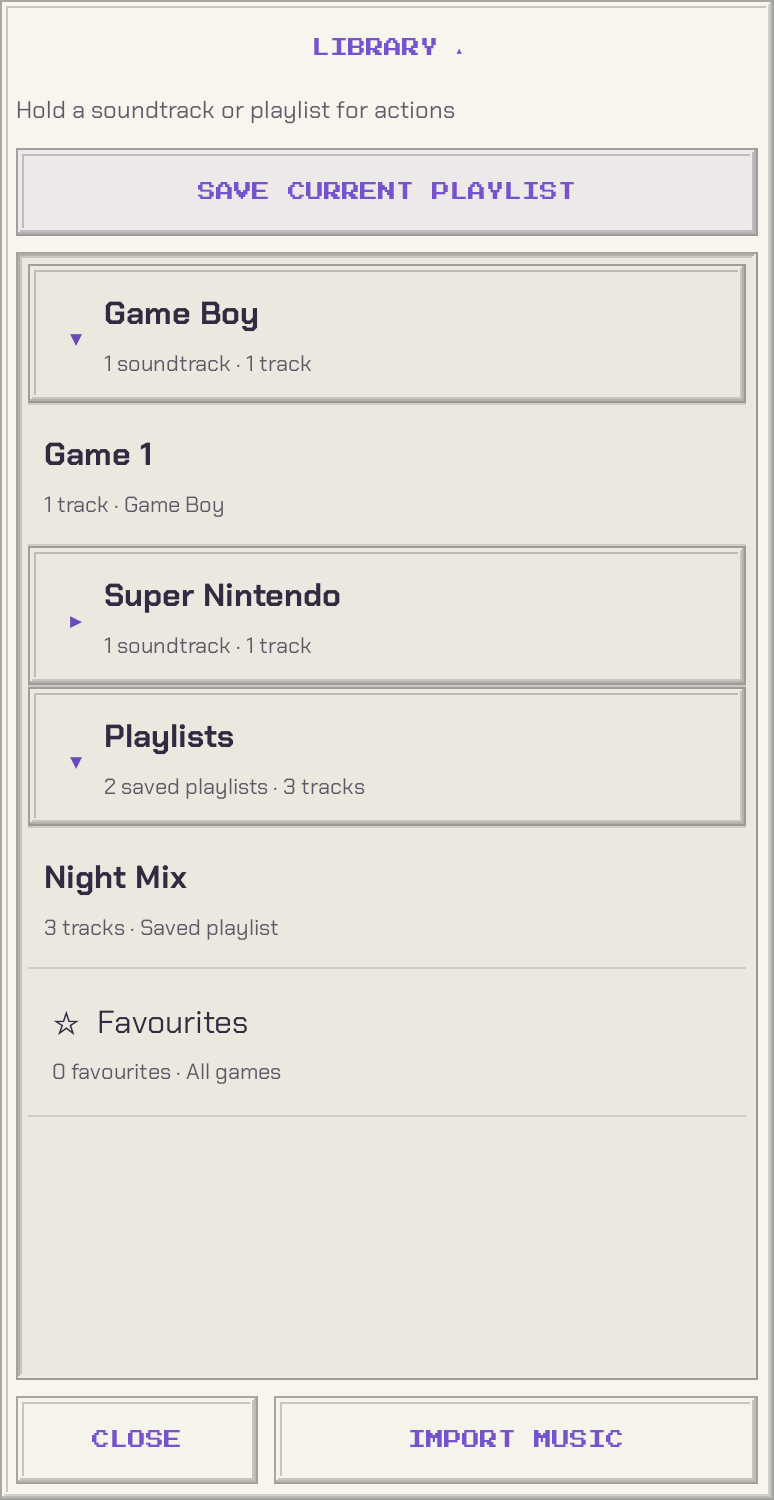 LIBRARY ▴
Hold a soundtrack or playlist for actions
SAVE CURRENT PLAYLIST
▼ Game Boy
1 soundtrack · 1 track
Game 1
1 track · Game Boy
► Super Nintendo
1 soundtrack · 1 track
▼ Playlists
2 saved playlists · 3 tracks
Night Mix
3 tracks · Saved playlist
☆ Favourites
0 favourites · All games
CLOSE
IMPORT MUSIC